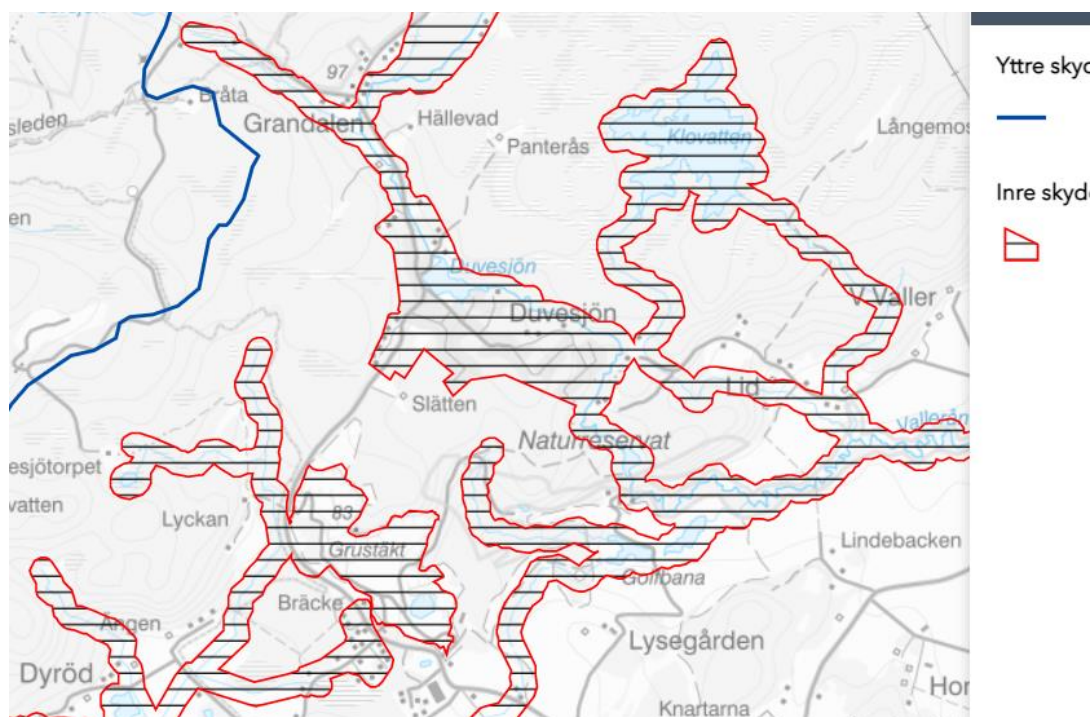 97
Bråta
sleden
Grandalen
Hällevad
Panterås
Klovatten
Långemos
en
Duvesjön
Duvesjön
V Valler
Lid
Slätten
Vallerån
Naturreservat
esjötorpet
vatten
Lyckan
83
Grustäkt
Lindebacken
Golfbana
Bräcke
Ängen
Lysegården
Dyröd
Hor
Knartarna
Yttre skyd
Inre skyd